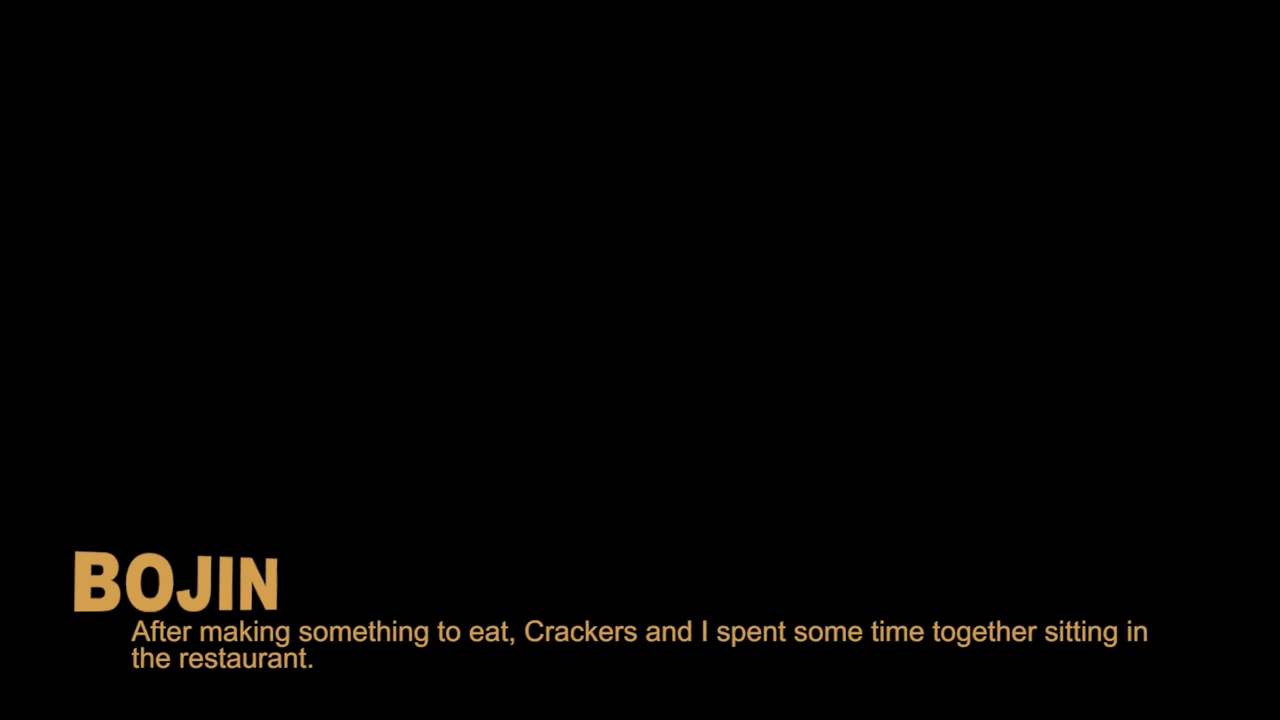 BOJIN
After making something to eat, Crackers and I spent some time together sitting in
the restaurant.